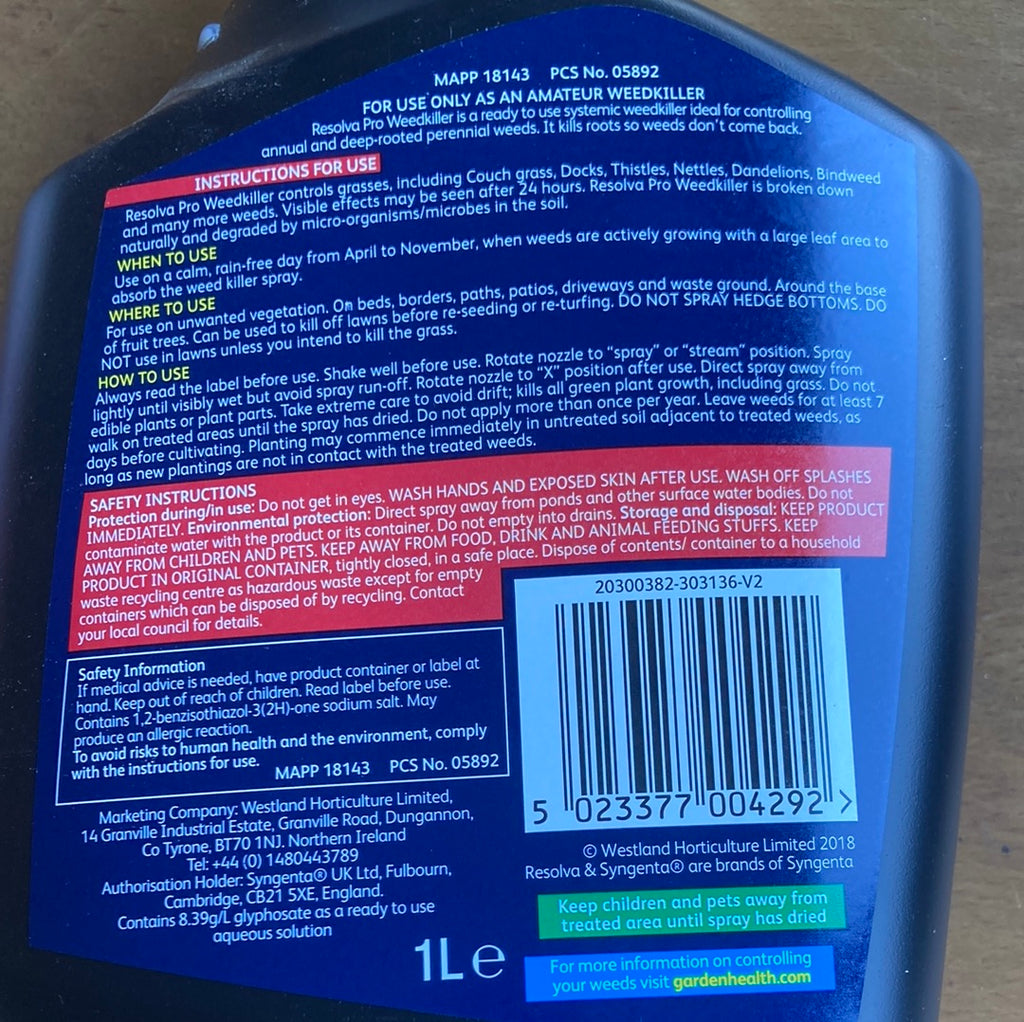 MAPP 18143 PCS No. 05892
FOR USE ONLY AS AN AMATEUR WEEDKILLER
Resolva Pro Weedkiller is a ready to use systemic weedkiller ideal for controlling
annual and deep-rooted perennial weeds. It kills roots so weeds don't come back.
INSTRUCTIONS FOR USE
Resolva Pro Weedkiller controls grasses, including Couch grass, Docks, Thistles, Nettles, Dandelions, Bindweed
and many more weeds. Visible effects may be seen after 24 hours. Resolva Pro Weedkiller is broken down
naturally and degraded by micro-organisms/microbes in the soil.
WHEN TO USE
Use on a calm, rain-free day from April to November, when weeds are actively growing with a large leaf area to
absorb the weed killer spray.
WHERE TO USE
For use on unwanted vegetation. On beds, borders, paths, patios, driveways and waste ground. Around the base
of fruit trees. Can be used to kill off lawns before re-seeding or re-turfing. DO NOT SPRAY HEDGE BOTTOMS. DO
NOT use in lawns unless you intend to kill the grass.
HOW TO USE
Always read the label before use. Shake well before use. Rotate nozzle to "spray" or "stream" position. Spray
lightly until visibly wet but avoid spray run-off. Rotate nozzle to "X" position after use. Direct spray away from
edible plants or plant parts. Take extreme care to avoid drift; kills all green plant growth, including grass. Do not
walk on treated areas until the spray has dried. Do not apply more than once per year. Leave weeds for at least 7
days before cultivating. Planting may commence immediately in untreated soil adjacent to treated weeds, as
long as new plantings are not in contact with the treated weeds.
SAFETY INSTRUCTIONS
Protection during/in use: Do not get in eyes. WASH HANDS AND EXPOSED SKIN AFTER USE. WASH OFF SPLASHES
IMMEDIATELY. Environmental protection: Direct spray away from ponds and other surface water bodies. Do not
contaminate water with the product or its container. Do not empty into drains. Storage and disposal: KEEP PRODUCT
AWAY FROM CHILDREN AND PETS. KEEP AWAY FROM FOOD, DRINK AND ANIMAL FEEDING STUFFS. KEEP
PRODUCT IN ORIGINAL CONTAINER, tightly closed, in a safe place. Dispose of contents/ container to a household
waste recycling centre as hazardous waste except for empty
containers which can be disposed of by recycling. Contact
your local council for details.
Safety Information
If medical advice is needed, have product container or label at
hand. Keep out of reach of children. Read label before use.
Contains 1,2-benzisothiazol-3(2H)-one sodium salt. May
produce an allergic reaction.
To avoid risks to human health and the environment, comply
with the instructions for use.
MAPP 18143 PCS No. 05892
Marketing Company: Westland Horticulture Limited,
14 Granville Industrial Estate, Granville Road, Dungannon,
Co Tyrone, BT70 1NJ. Northern Ireland
Tel: +44 (0) 1480443789
Authorisation Holder: Syngenta® UK Ltd, Fulbourn,
Cambridge, CB21 5XE, England.
Contains 8.39g/L glyphosate as a ready to use
aqueous solution
1L e
20300382-303136-V2
5 023377 004292 >
© Westland Horticulture Limited 2018
Resolva & Syngenta® are brands of Syngenta
Keep children and pets away from
treated area until spray has dried
For more information on controlling
your weeds visit gardenhealth.com